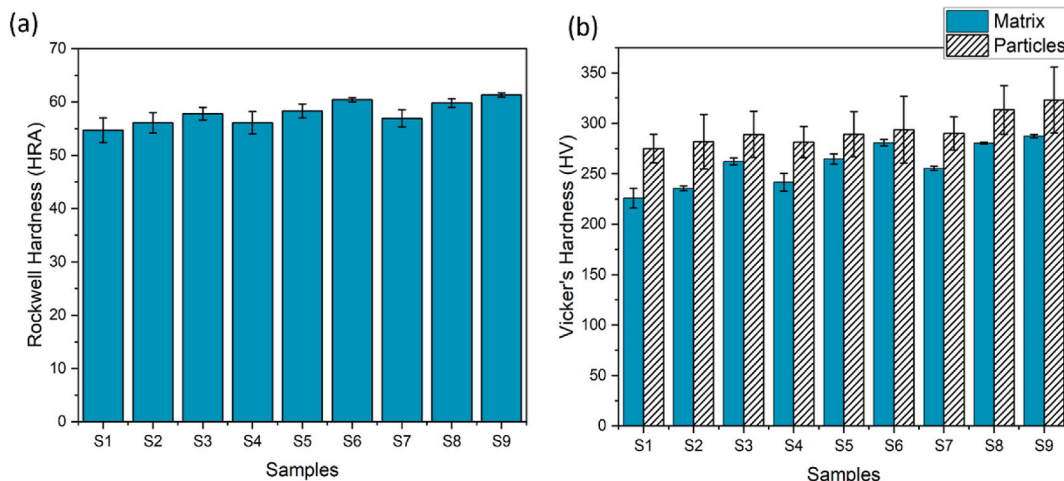 (a)
70
60
50
40
30
20
10
0
Rockwell Hardness (HRA)
S1 S2 S3 S4 S5 S6 S7 S8 S9
Samples
(b)
Matrix
Particles
350
300
250
200
150
100
50
0
Vicker's Hardness (HV)
S1 S2 S3 S4 S5 S6 S7 S8 S9
Samples